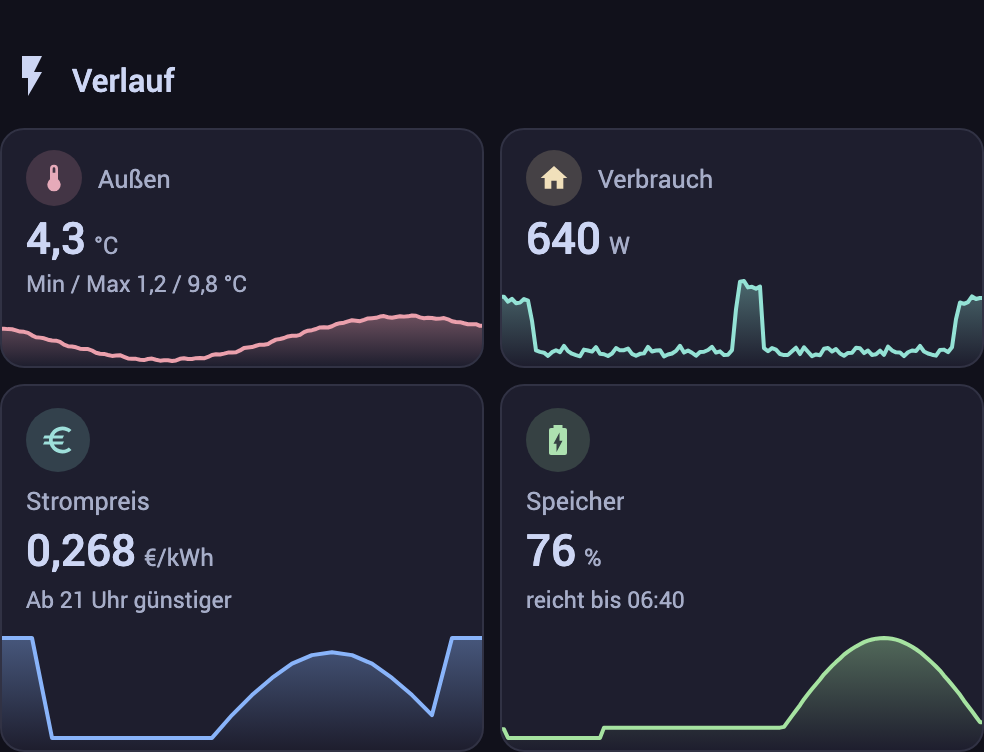 Verlauf
Außen
4,3 °C
Min / Max 1,2 / 9,8 °C
Verbrauch
640 W
Strompreis
0,268 €/kWh
Ab 21 Uhr günstiger
Speicher
76 %
reicht bis 06:40